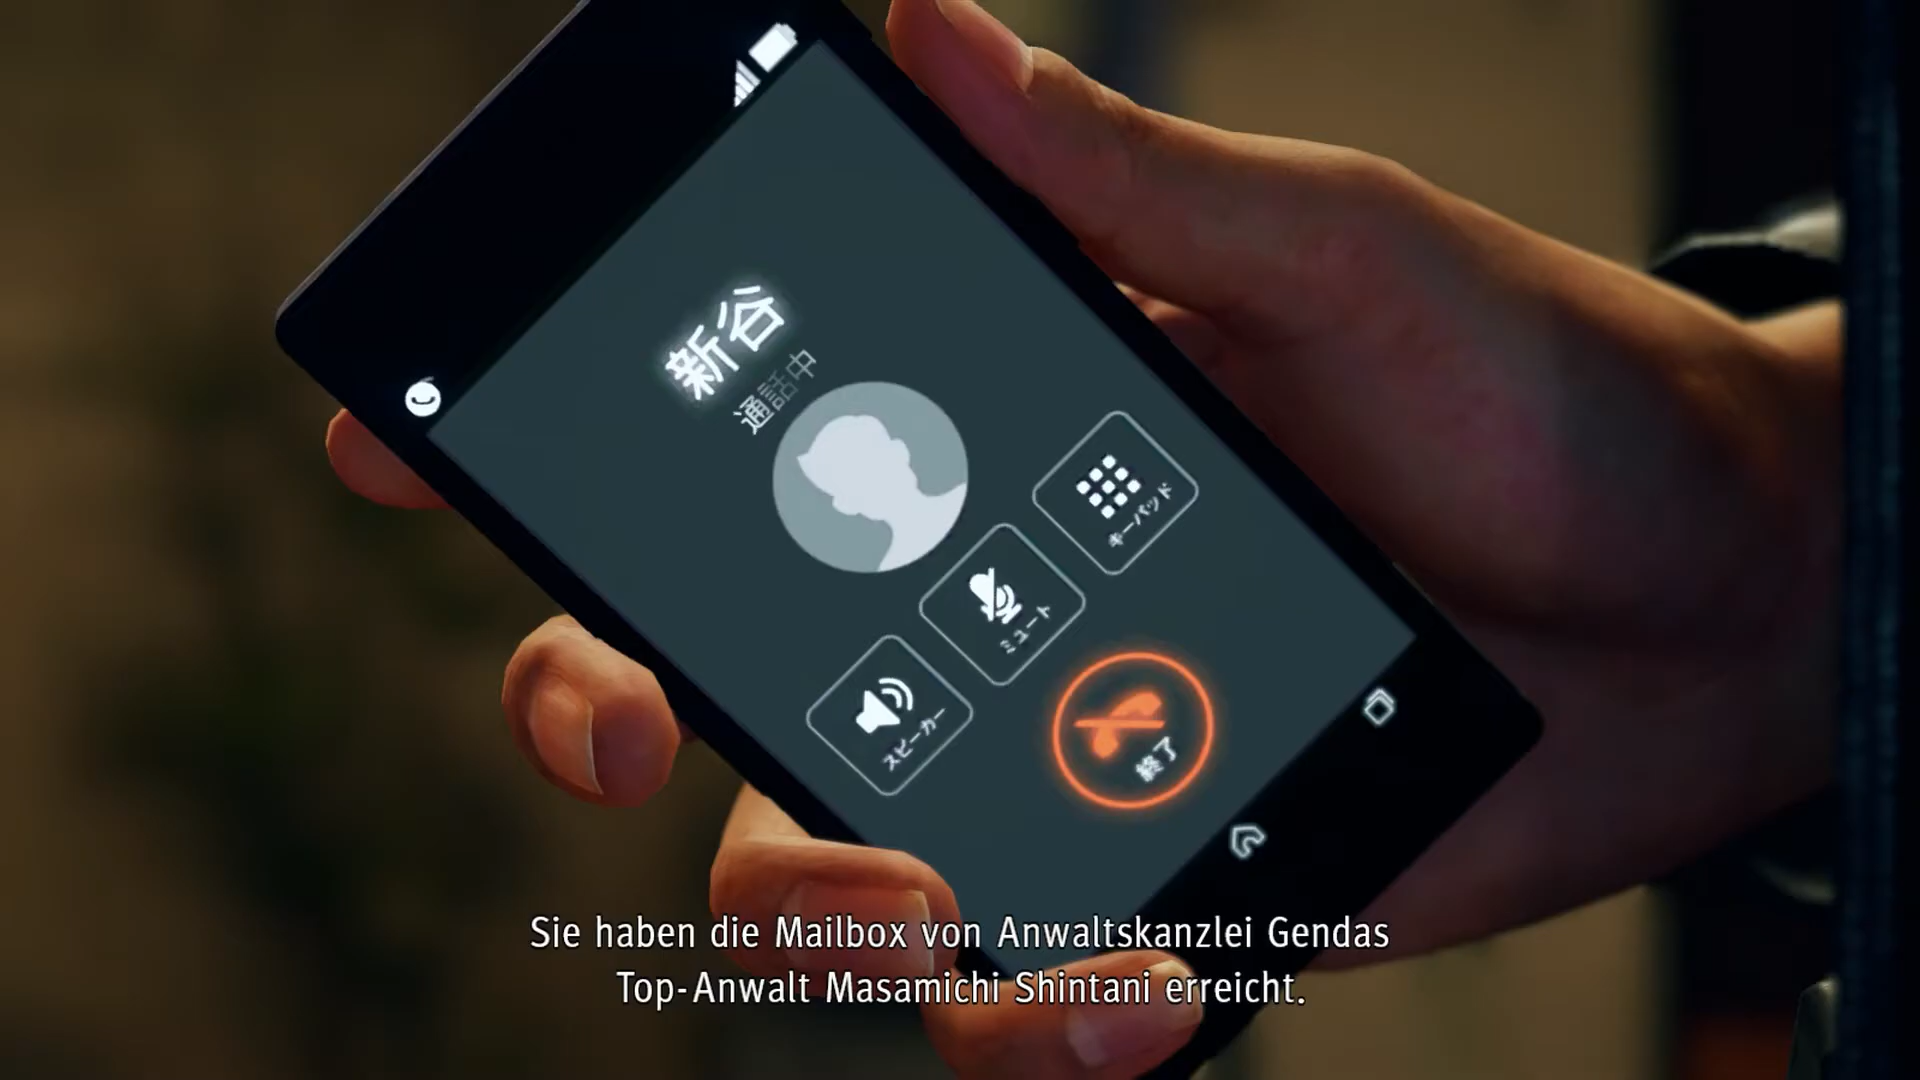 新谷
通話中
キーパッド
ミュート
スピーカー
終了
Sie haben die Mailbox von Anwaltskanzlei Gendas
Top-Anwalt Masamichi Shintani erreicht.